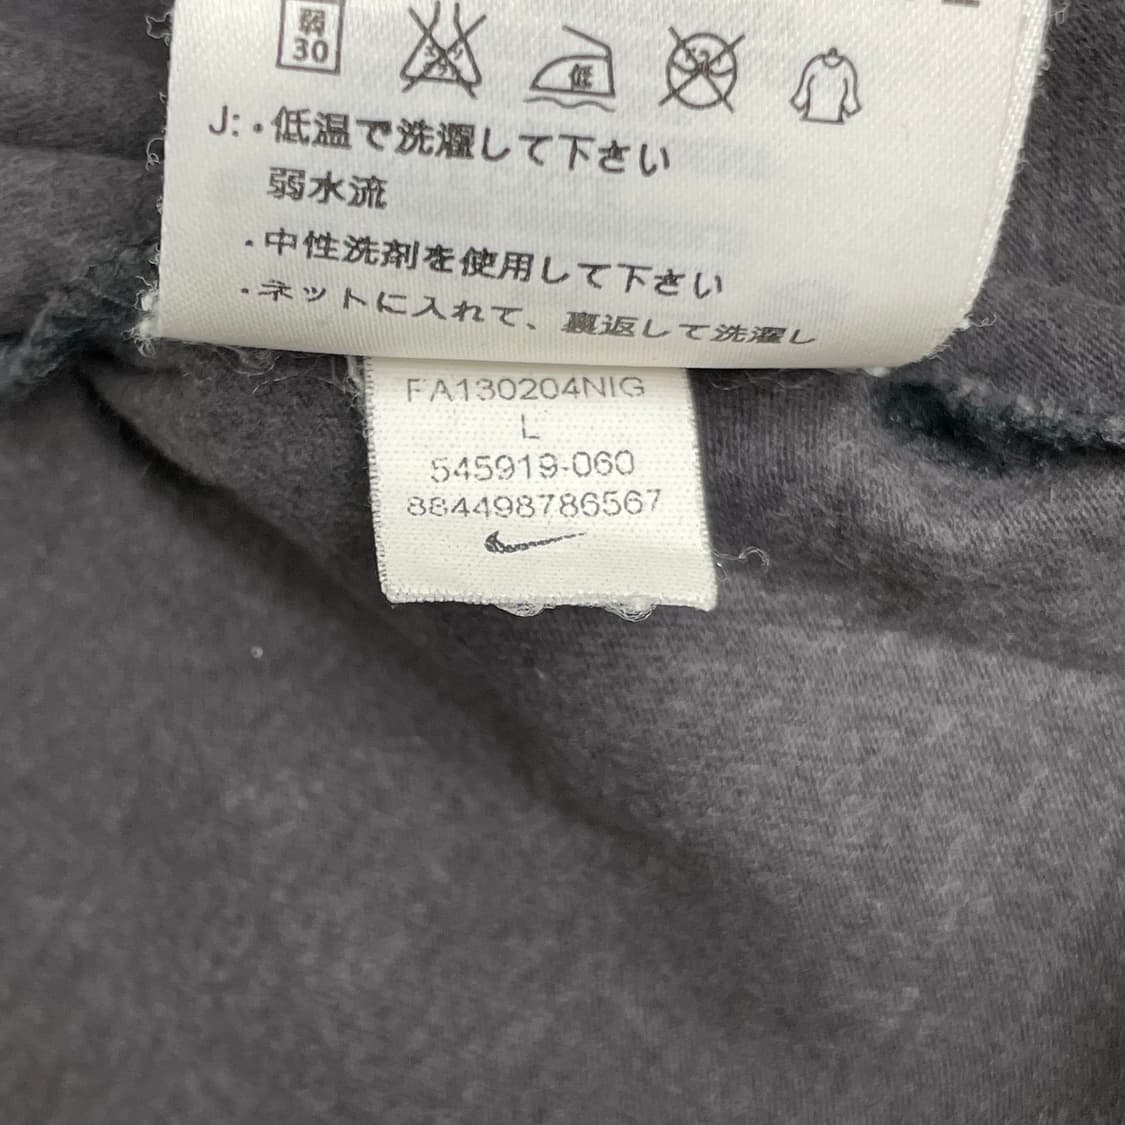 弱
30
低
J:・低温で洗濯して下さい
弱水流
・中性洗剤を使用して下さい
・ネットに入れて、裏返して洗濯し
FA130204NIG
L
545919-060
884498786567